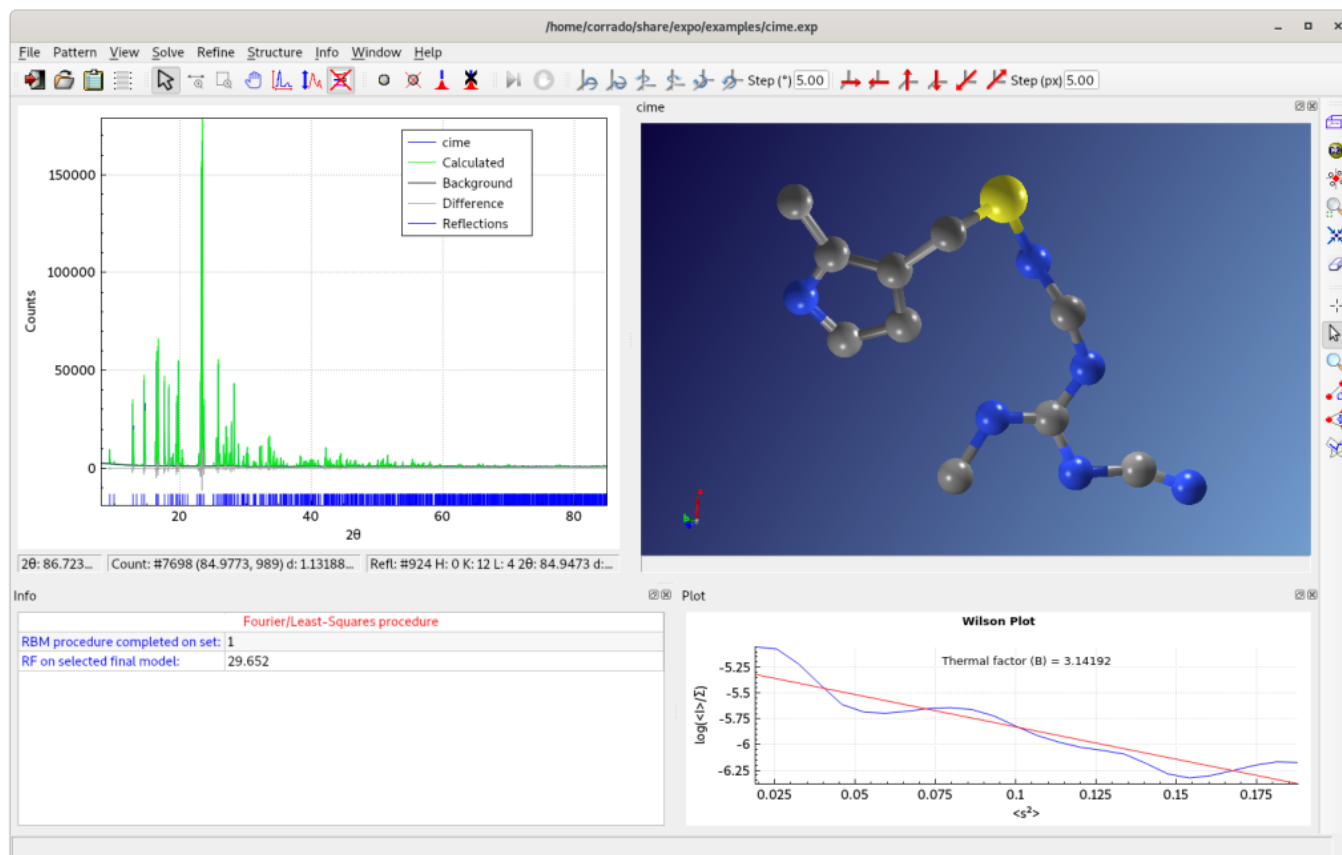 /home/corrado/share/expo/examples/cime.exp
File Pattern View Solve Refine Structure Info Window Help
Step (°) 5.00 Step (px) 5.00
cime
cime
Calculated
Background
Difference
Reflections
150000
100000
50000
0
Counts
20 40 60 80
2θ
2θ: 86.723... Count: #7698 (84.9773, 989) d: 1.13188... Refl: #924 H: 0 K: 12 L: 4 2θ: 84.9473 d:...
Info
Fourier/Least-Squares procedure
RBM procedure completed on set: 1
RF on selected final model: 29.652
Plot
Wilson Plot
Thermal factor (B) = 3.14192
-5.25
-5.5
-5.75
-6
-6.25
log(<I>/Σ)
0.025 0.05 0.075 0.1 0.125 0.15 0.175
<s²>